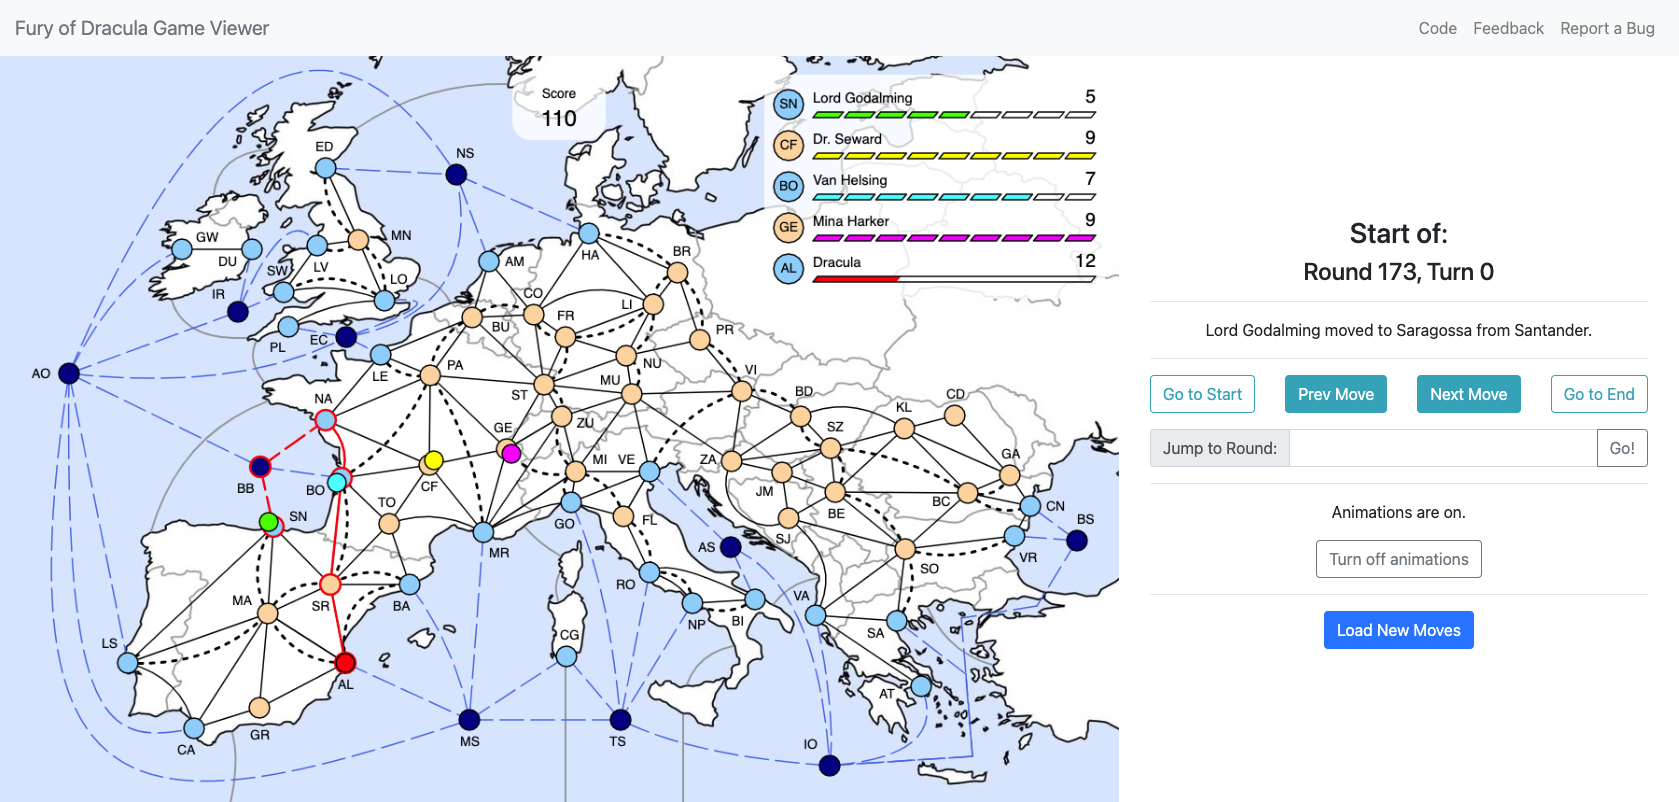 Fury of Dracula Game Viewer
Code Feedback Report a Bug
Score
110
SN Lord Godalming 5
CF Dr. Seward 9
BO Van Helsing 7
GE Mina Harker 9
AL Dracula 12
ED
NS
GW
DU
MN
LV
SW
LO
IR
AM
HA
BR
PL
EC
CO
LI
BU
FR
PR
AO
LE
PA
NU
ST
MU
VI
NA
ZU
BD
KL
CD
GE
SZ
BB
BO
CF
MI
VE
ZA
GA
JM
TO
SN
GO
FL
BE
BC
CN
BS
MR
SJ
AS
VR
SO
MA
SR
BA
RO
VA
NP
BI
SA
LS
CG
AL
AT
CA
GR
MS
TS
IO
Start of:
Round 173, Turn 0
Lord Godalming moved to Saragossa from Santander.
Go to Start Prev Move Next Move Go to End
Jump to Round: Go!
Animations are on.
Turn off animations
Load New Moves